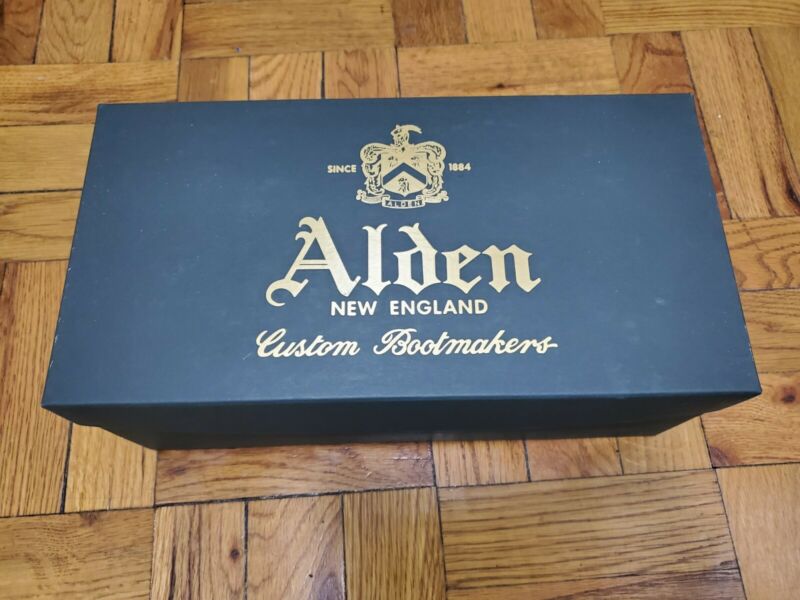 SINCE 1884
ALDEN
Alden
NEW ENGLAND
Custom Bootmakers